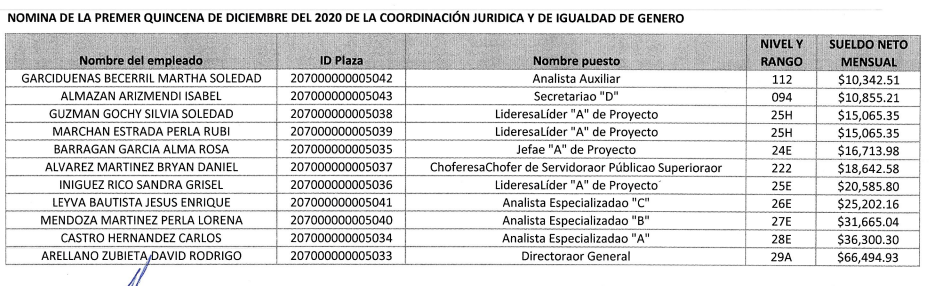 NOMINA DE LA PREMER QUINCENA DE DICIEMBRE DEL 2020 DE LA COORDINACIÓN JURIDICA Y DE IGUALDAD DE GENERO
Nombre del empleado ID Plaza Nombre puesto NIVEL Y RANGO SUELDO NETO MENSUAL
GARCIDUENAS BECERRIL MARTHA SOLEDAD 207000000005042 Analista Auxiliar 112 $10,342.51
ALMAZAN ARIZMENDI ISABEL 207000000005043 Secretariao "D" 094 $10,855.21
GUZMAN GOCHY SILVIA SOLEDAD 207000000005038 LideresaLíder "A" de Proyecto 25H $15,065.35
MARCHAN ESTRADA PERLA RUBI 207000000005039 LideresaLíder "A" de Proyecto 25H $15,065.35
BARRAGAN GARCIA ALMA ROSA 207000000005035 Jefae "A" de Proyecto 24E $16,713.98
ALVAREZ MARTINEZ BRYAN DANIEL 207000000005037 ChoferesaChofer de Servidoraor Públicao Superioraor 222 $18,642.58
INIGUEZ RICO SANDRA GRISEL 207000000005036 LideresaLíder "A" de Proyecto 25E $20,585.80
LEYVA BAUTISTA JESUS ENRIQUE 207000000005041 Analista Especializadao "C" 26E $25,202.16
MENDOZA MARTINEZ PERLA LORENA 207000000005040 Analista Especializadao "B" 27E $31,665.04
CASTRO HERNANDEZ CARLOS 207000000005034 Analista Especializadao "A" 28E $36,300.30
ARELLANO ZUBIETA DAVID RODRIGO 207000000005033 Directoraor General 29A $66,494.93